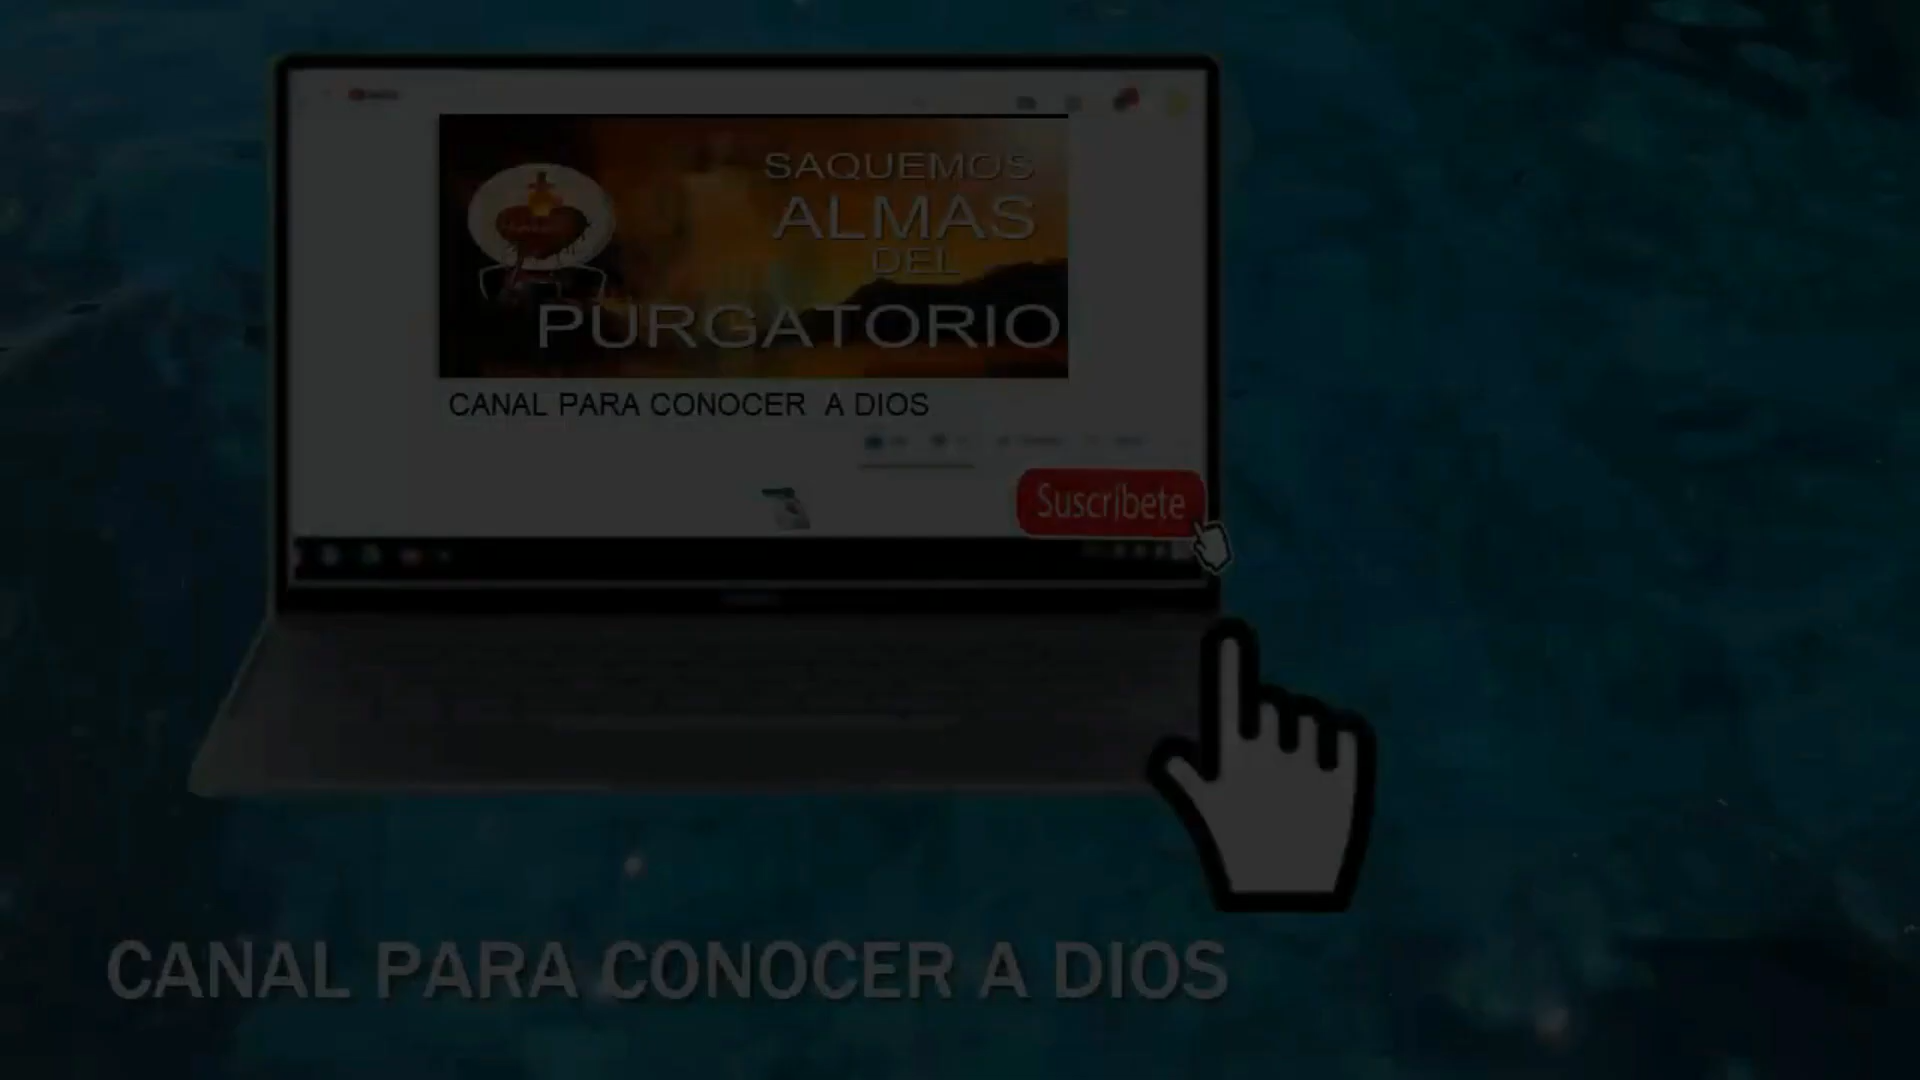 SAQUEMOS
ALMAS
DEL
PURGATORIO
CANAL PARA CONOCER A DIOS
Suscríbete
CANAL PARA CONOCER A DIOS